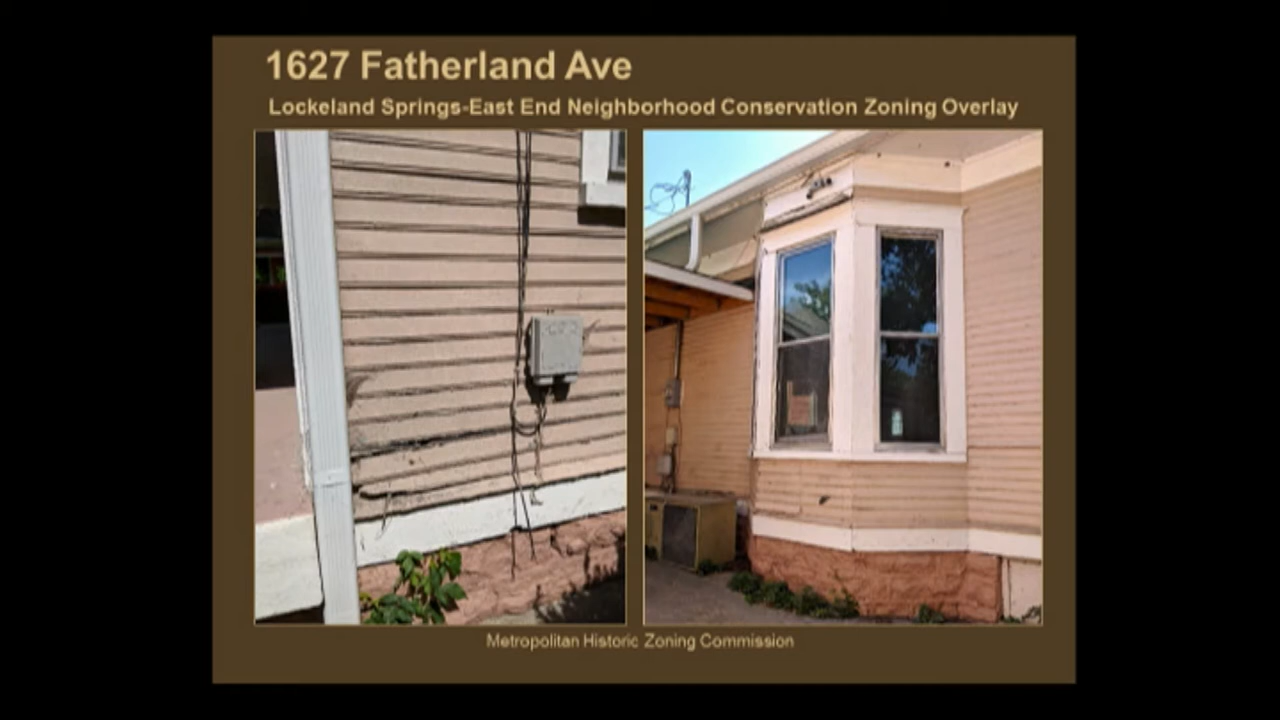 1627 Fatherland Ave
Lockeland Springs-East End Neighborhood Conservation Zoning Overlay
Metropolitan Historic Zoning Commission